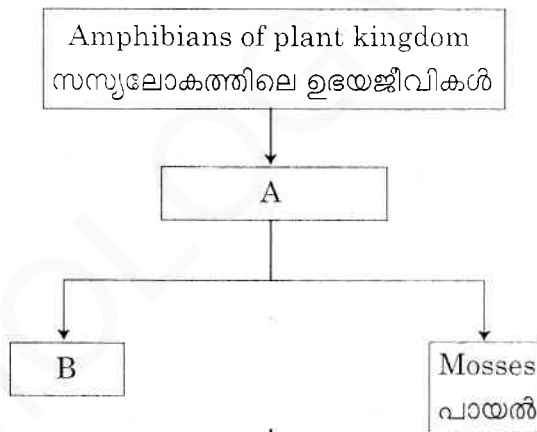 Amphibians of plant kingdom
സസ്യലോകത്തിലെ ഉഭയജീവികൾ
A
B
Mosses
പായൽ